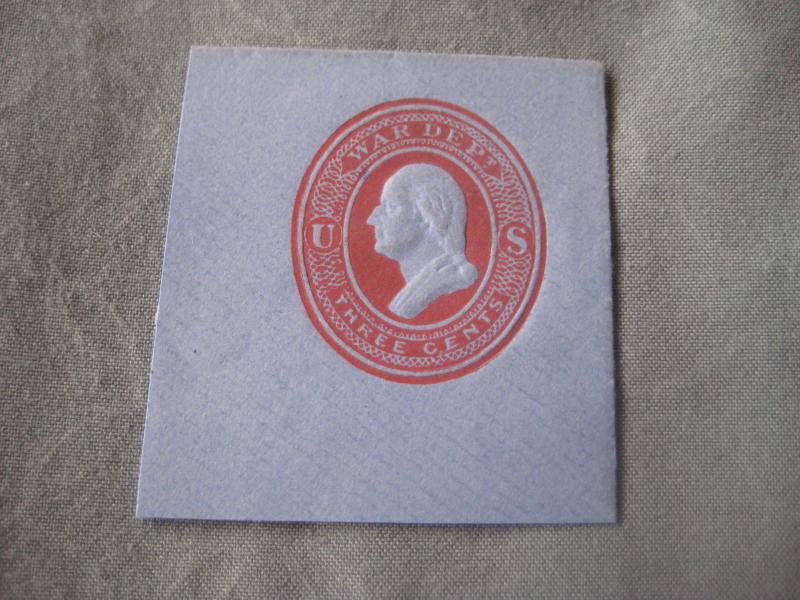 WAR DEPT
U S
THREE CENTS